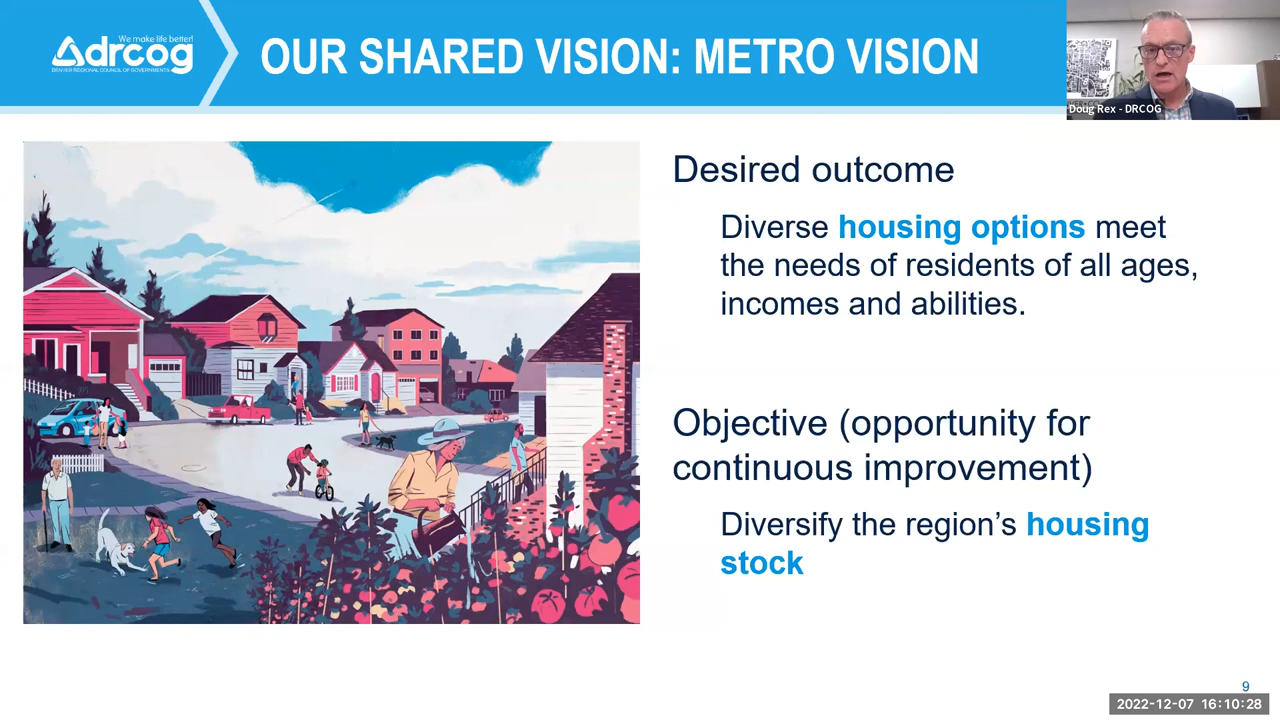 We make life better!
drcog
DENVER REGIONAL COUNCIL OF GOVERNMENTS
OUR SHARED VISION: METRO VISION
Doug Rex - DRCOG
Desired outcome
Diverse housing options meet
the needs of residents of all ages,
incomes and abilities.
Objective (opportunity for
continuous improvement)
Diversify the region's housing
stock
9
2022-12-07 16:10:28